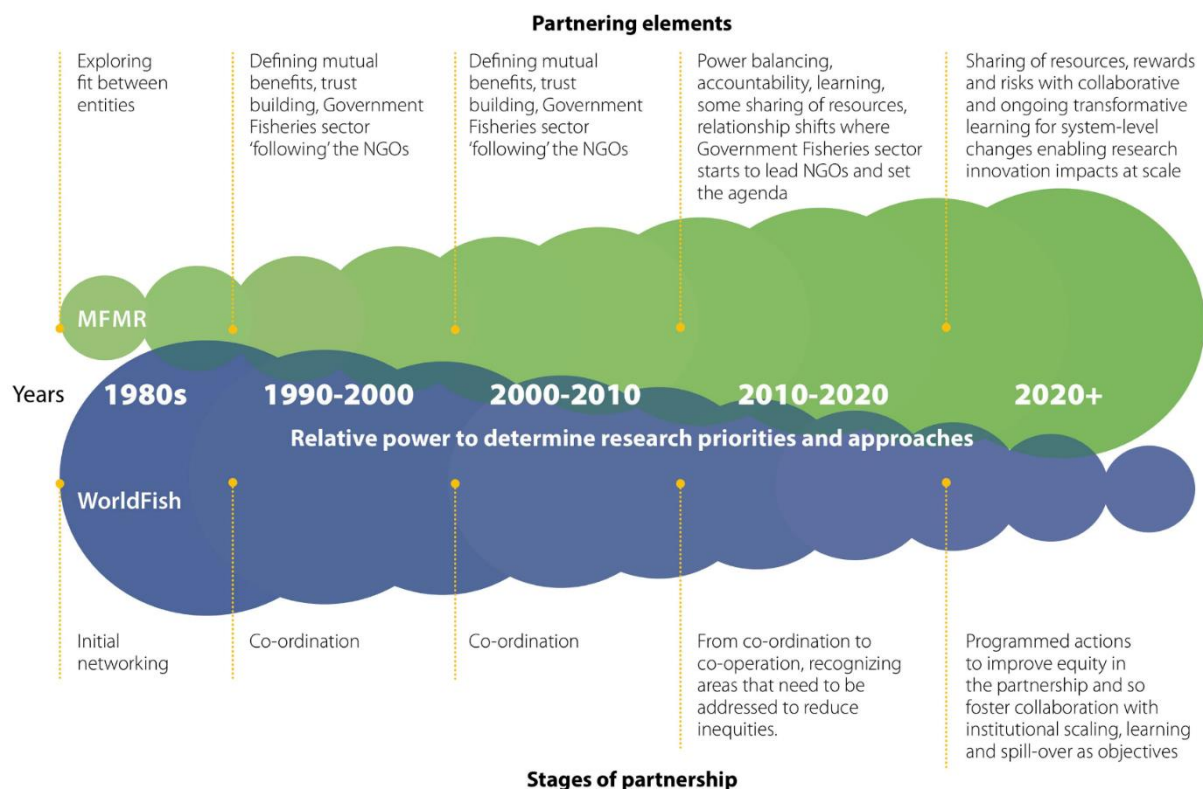 Partnering elements
Exploring
fit between
entities
Defining mutual
benefits, trust
building, Government
Fisheries sector
‘following’ the NGOs
Defining mutual
benefits, trust
building, Government
Fisheries sector
‘following’ the NGOs
Power balancing,
accountability, learning,
some sharing of resources,
relationship shifts where
Government Fisheries sector
starts to lead NGOs and set
the agenda
Sharing of resources, rewards
and risks with collaborative
and ongoing transformative
learning for system-level
changes enabling research
innovation impacts at scale
MFMR
Years
1980s
1990-2000
2000-2010
2010-2020
2020+
Relative power to determine research priorities and approaches
WorldFish
Initial
networking
Co-ordination
Co-ordination
From co-ordination to
co-operation, recognizing
areas that need to be
addressed to reduce
inequities.
Programmed actions
to improve equity in
the partnership and so
foster collaboration with
institutional scaling, learning
and spill-over as objectives
Stages of partnership